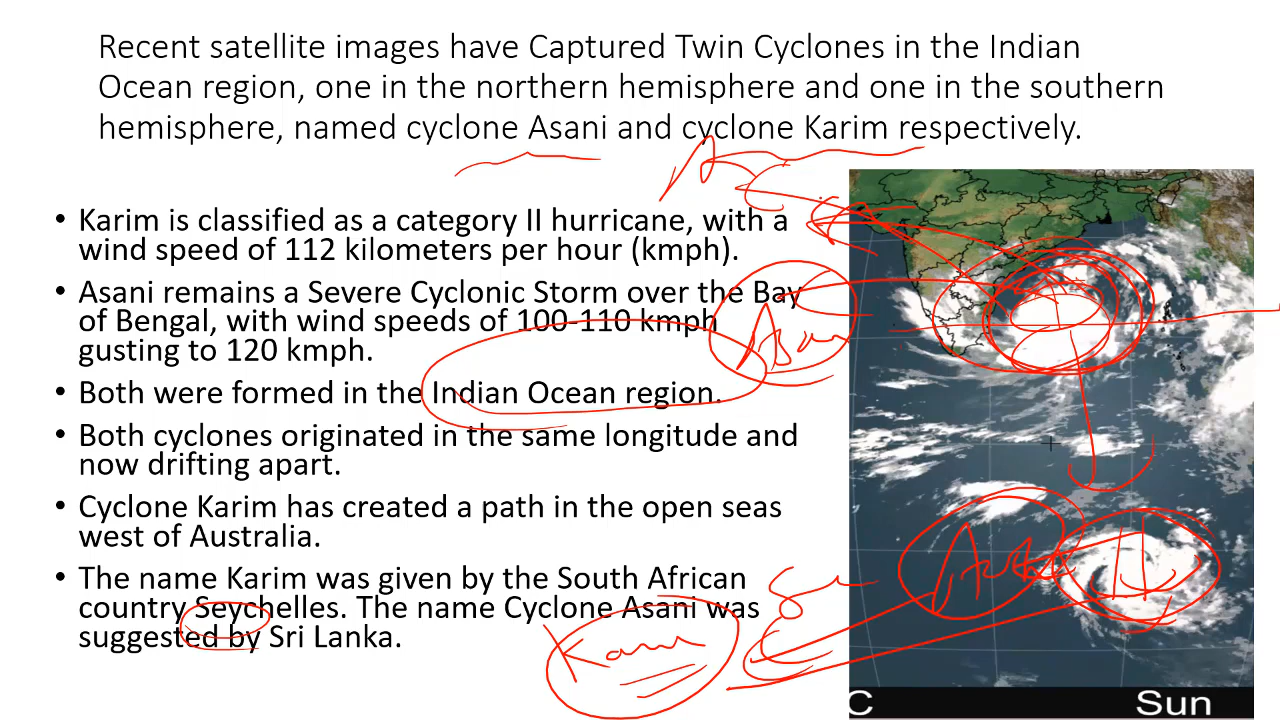 Recent satellite images have Captured Twin Cyclones in the Indian
Ocean region, one in the northern hemisphere and one in the southern
hemisphere, named cyclone Asani and cyclone Karim respectively.
• Karim is classified as a category II hurricane, with a
wind speed of 112 kilometers per hour (kmph).
• Asani remains a Severe Cyclonic Storm over the Bay
of Bengal, with wind speeds of 100-110 kmph
gusting to 120 kmph.
• Both were formed in the Indian Ocean region.
• Both cyclones originated in the same longitude and
now drifting apart.
• Cyclone Karim has created a path in the open seas
west of Australia.
• The name Karim was given by the South African
country Seychelles. The name Cyclone Asani was
suggested by Sri Lanka.
C
Sun